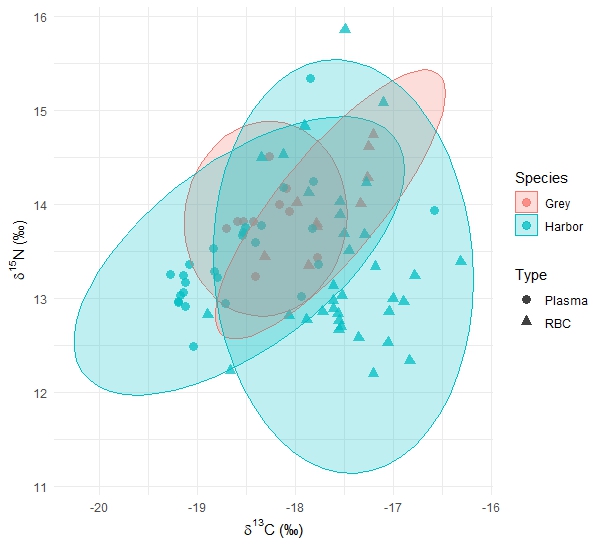 16
15
14
13
12
11
δ15N (‰)
-20 -19 -18 -17 -16
δ13C (‰)
Species
Grey
Harbor
Type
Plasma
RBC